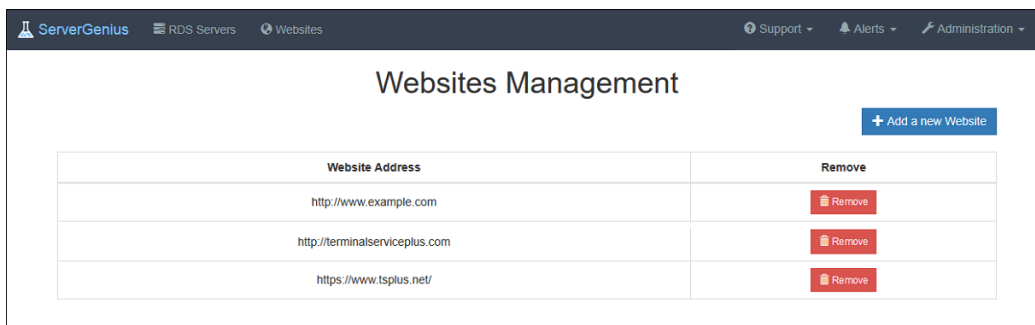 ServerGenius RDS Servers Websites Support Alerts Administration
Websites Management
Add a new Website
Website Address Remove
http://www.example.com Remove
http://terminalserviceplus.com Remove
https://www.tsplus.net/ Remove